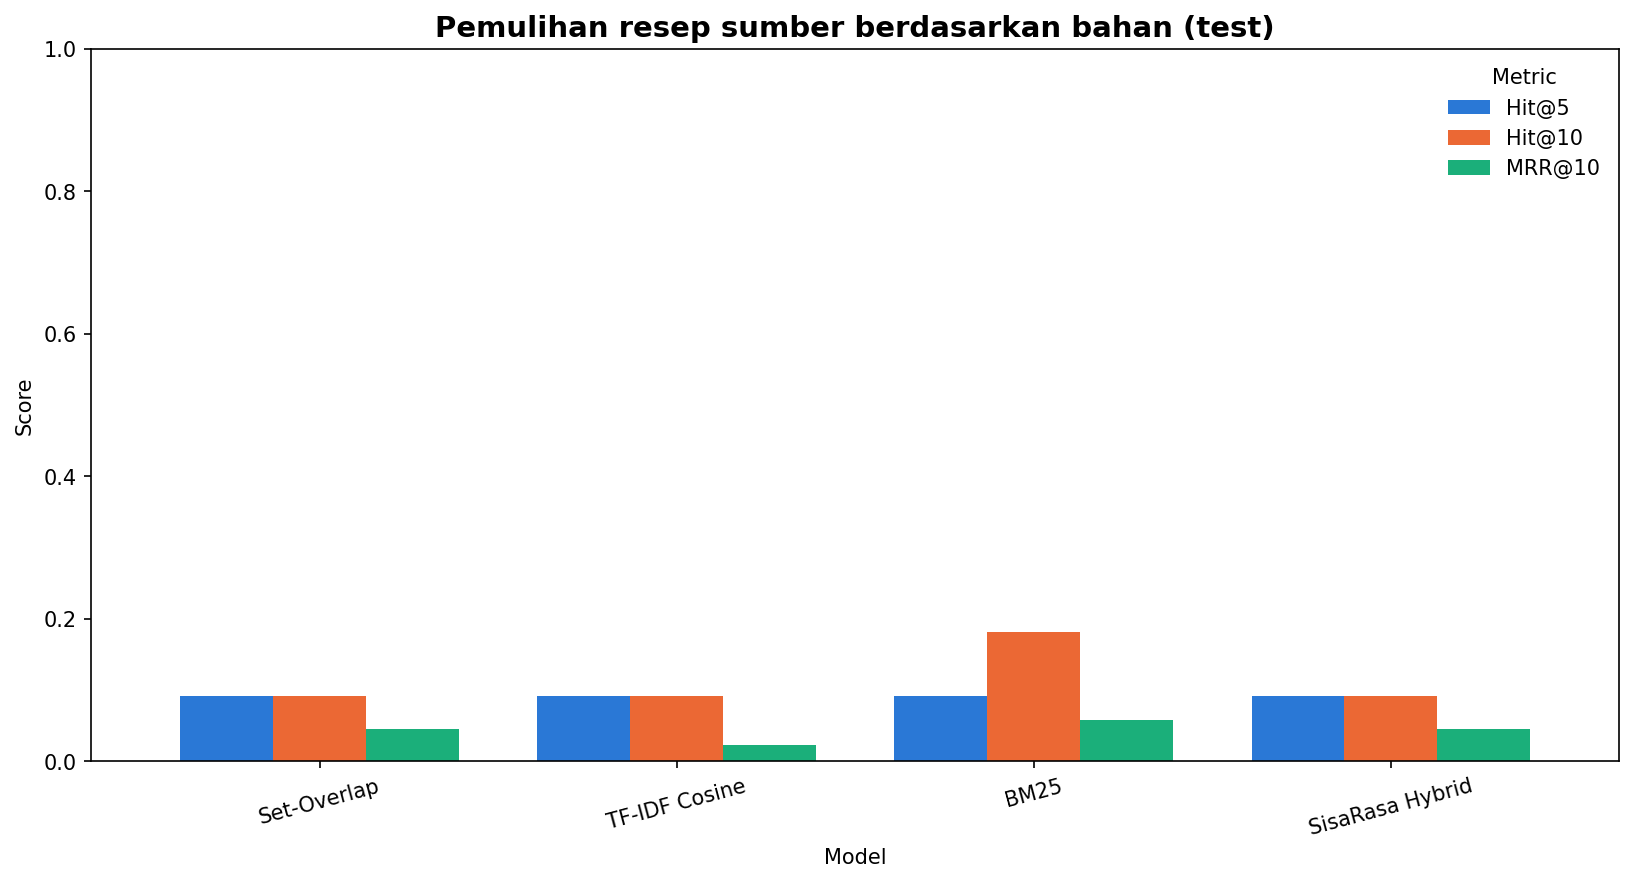 Pemulihan resep sumber berdasarkan bahan (test)
1.0
0.8
0.6
0.4
0.2
0.0
Score
Metric
Hit@5
Hit@10
MRR@10
Set-Overlap
TF-IDF Cosine
BM25
SisaRasa Hybrid
Model